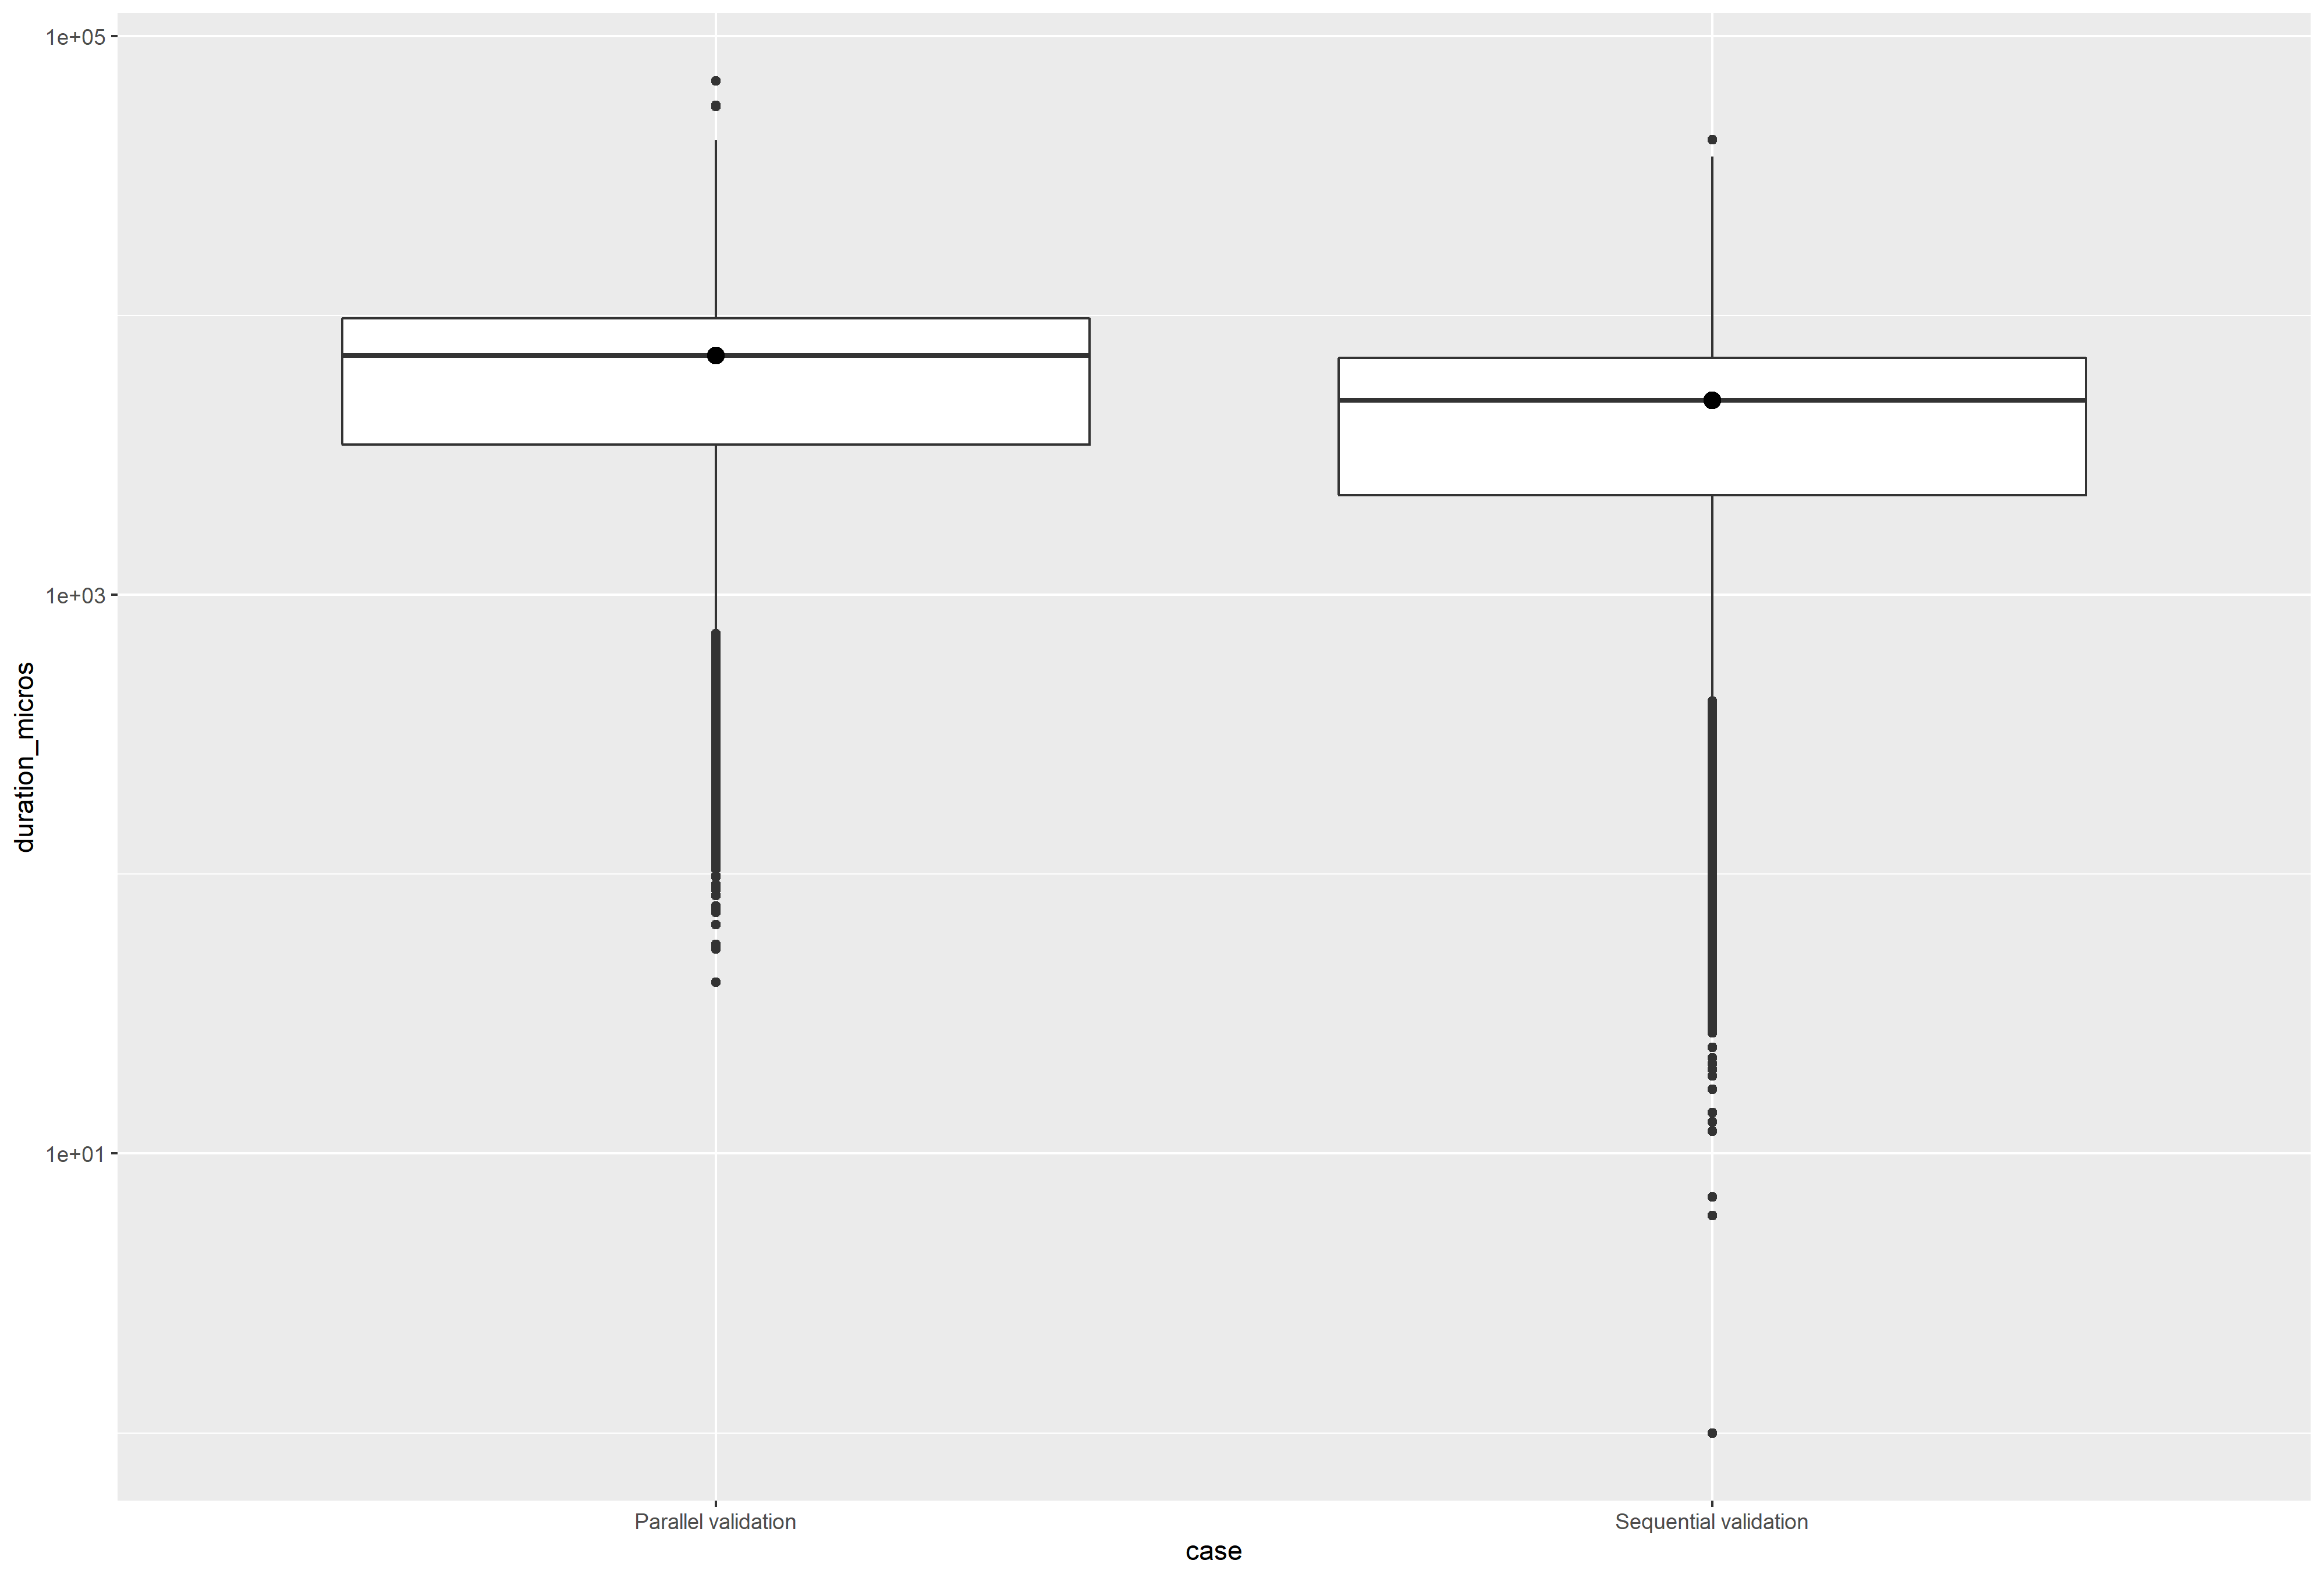 1e+05
1e+03
1e+01
duration_micros
Parallel validation
Sequential validation
case